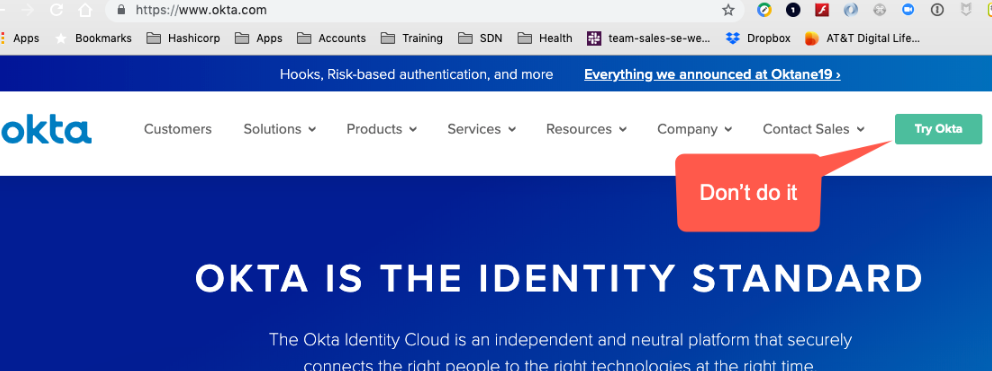 https://www.okta.com
Apps Bookmarks Hashicorp Apps Accounts Training SDN Health team-sales-se-we... Dropbox AT&T Digital Life...
Hooks, Risk-based authentication, and more Everything we announced at Oktane19 ›
okta Customers Solutions Products Services Resources Company Contact Sales Try Okta
Don't do it
OKTA IS THE IDENTITY STANDARD
The Okta Identity Cloud is an independent and neutral platform that securely
connects the right people to the right technologies at the right time.